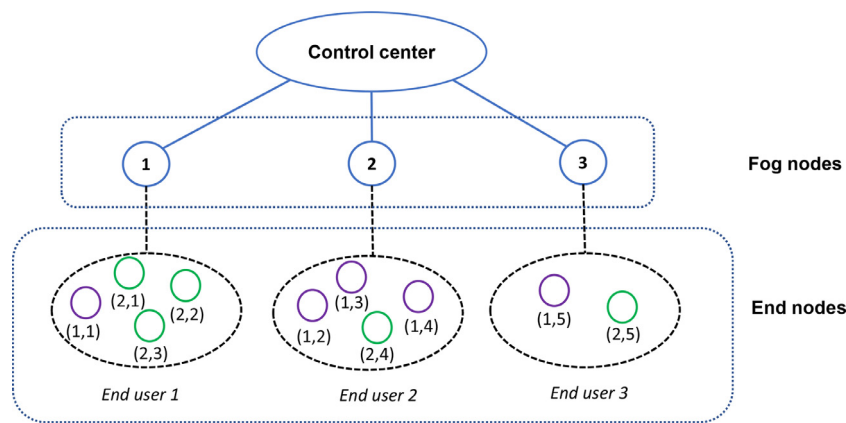 Control center
1
2
3
Fog nodes
(2,1)
(2,2)
(1,1)
(2,3)
(1,3)
(1,2)
(1,4)
(2,4)
(1,5)
(2,5)
End nodes
End user 1
End user 2
End user 3